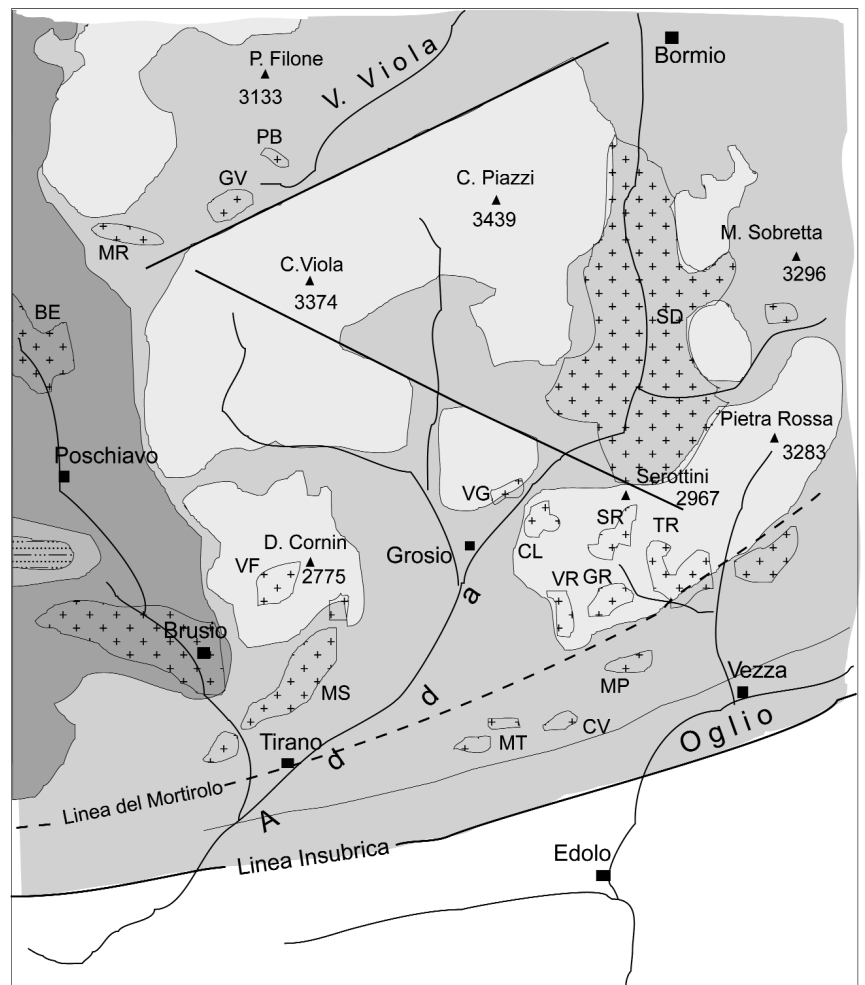 P. Filone
3133
V. Viola
Bormio
PB
GV
C. Piazzi
3439
MR
M. Sobretta
3296
C.Viola
3374
BE
SD
Pietra Rossa
3283
Poschiavo
Serottini
2967
VG
SR
TR
Grosio
CL
D. Cornin
2775
VF
VR
GR
Brusio
MS
MP
Vezza
MT
CV
Oglio
Tirano
Adda
Linea del Mortirolo
Linea Insubrica
Edolo